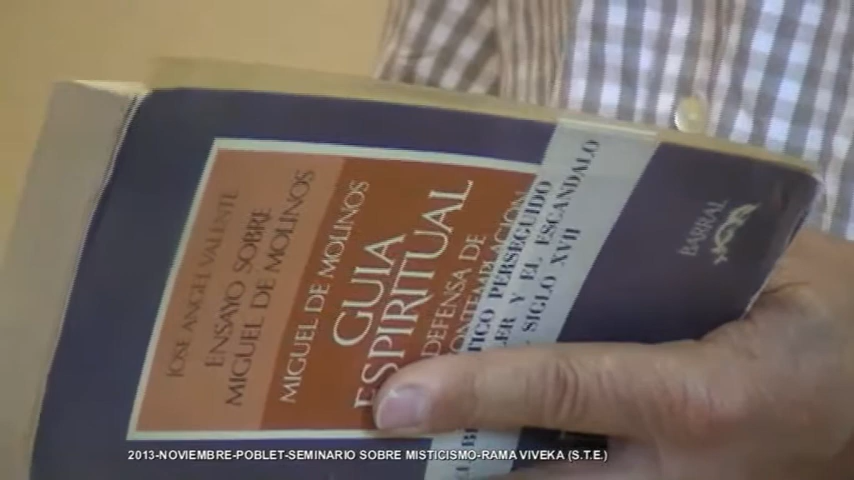 JOSÉ ANGEL VALENTE
ENSAYO SOBRE
MIGUEL DE MOLINOS
MIGUEL DE MOLINOS
GUIA
ESPIRITUAL
DEFENSA DE
CONTEMPLACIÓN
PERSEGUIDO
Y EL ESCANDALO
SIGLO XVII
BARRAL
2013-NOVIEMBRE-POBLET-SEMINARIO SOBRE MISTICISMO-RAMA VIVEKA (S.T.E.)